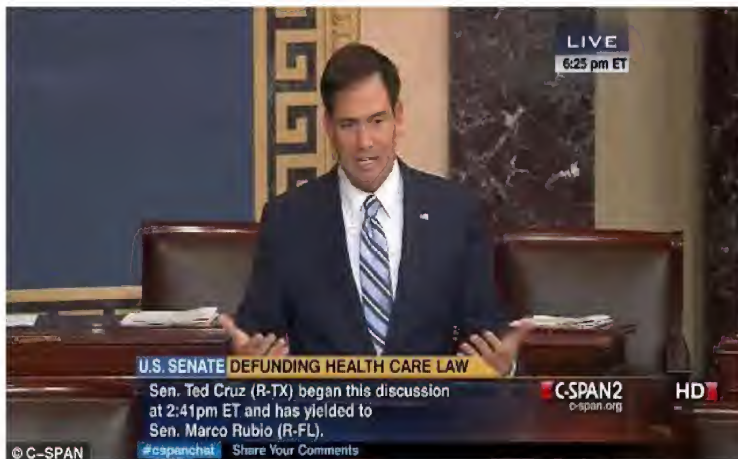 LIVE
6:25 pm ET
U.S. SENATE DEFUNDING HEALTH CARE LAW
Sen. Ted Cruz (R-TX) began this discussion
at 2:41pm ET and has yielded to
Sen. Marco Rubio (R-FL).
C-SPAN2
c-span.org
HD
#cspanchat Share Your Comments
© C-SPAN